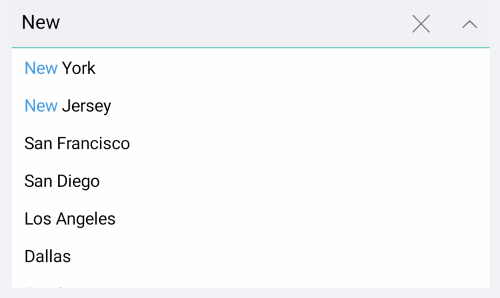 New
New York
New Jersey
San Francisco
San Diego
Los Angeles
Dallas